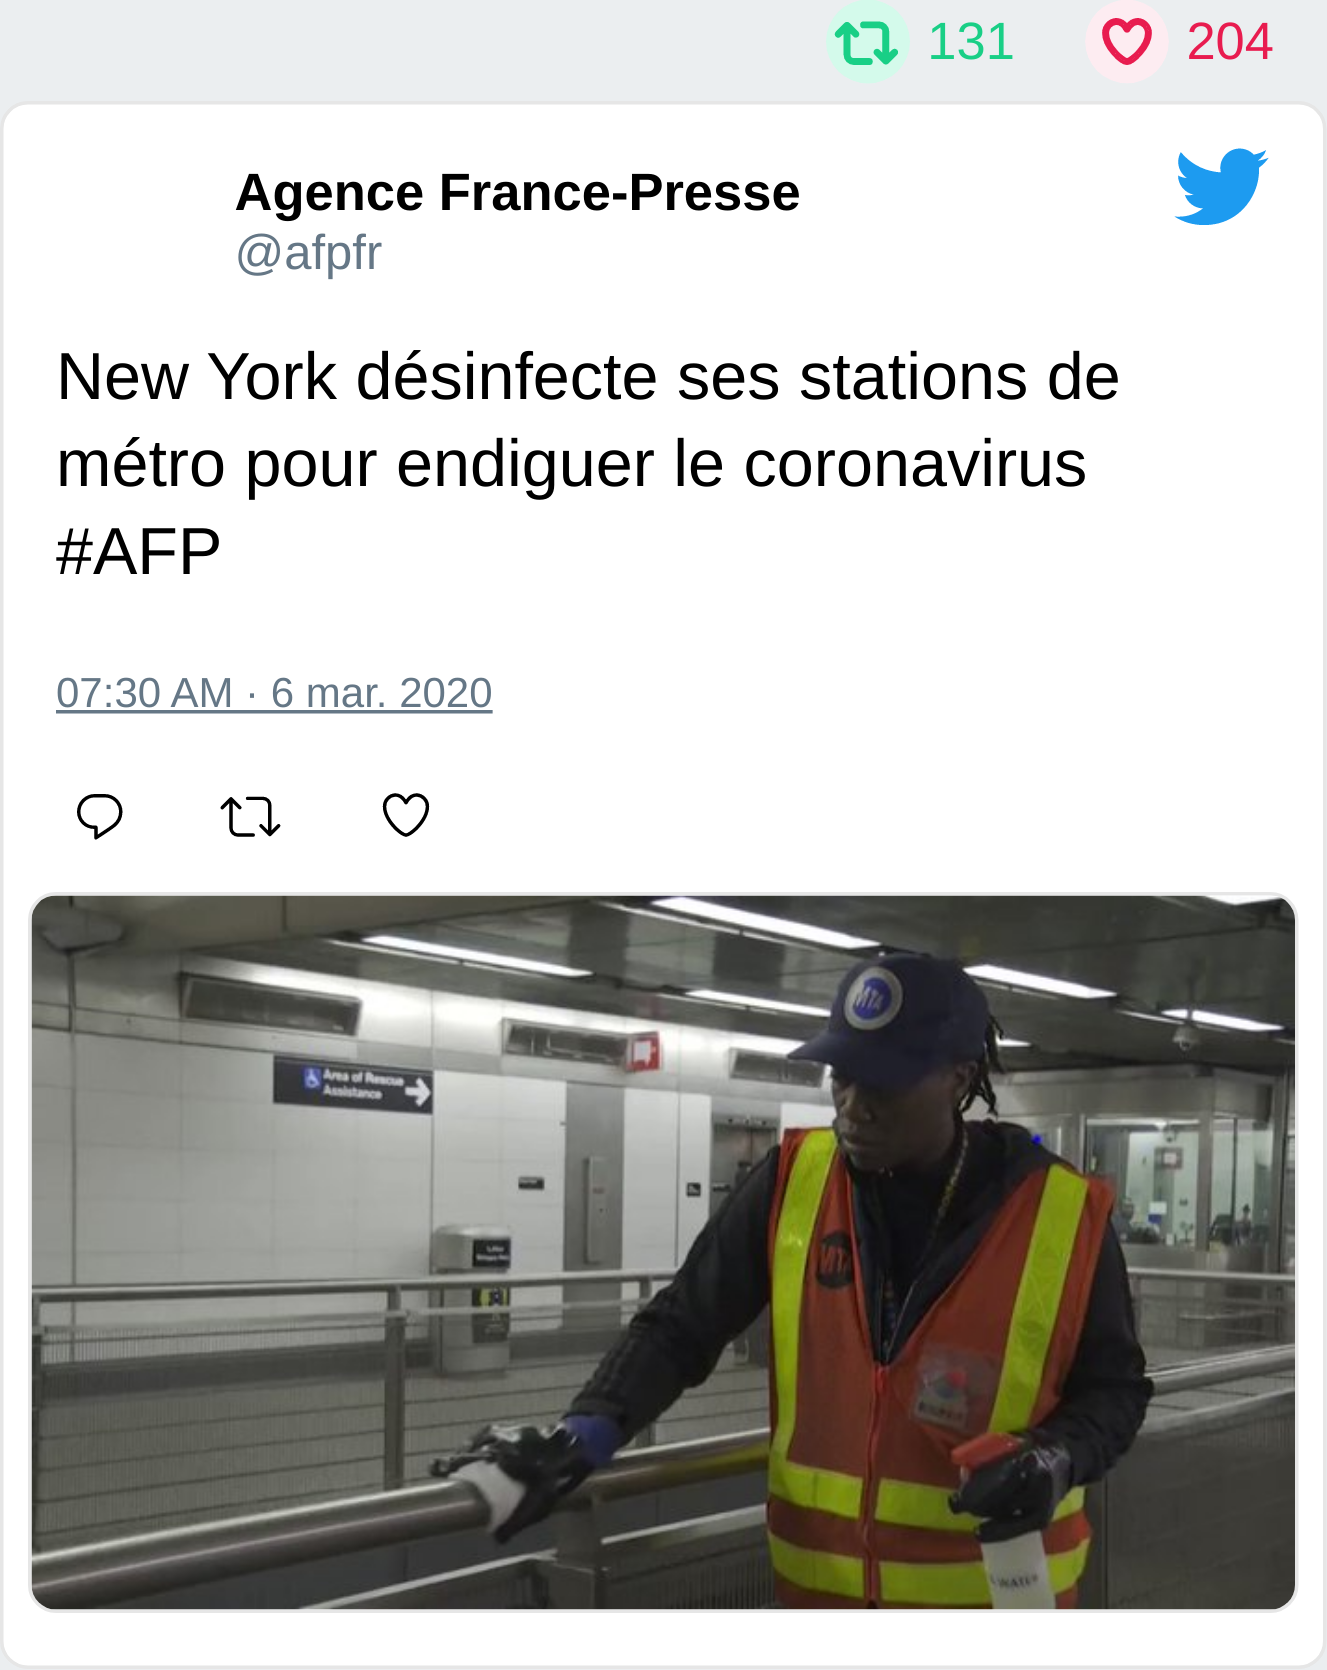 131 204
Agence France-Presse
@afpfr
New York désinfecte ses stations de
métro pour endiguer le coronavirus
#AFP
07:30 AM · 6 mar. 2020
MTA
Area of Rescue
Assistance
MTA
WATER